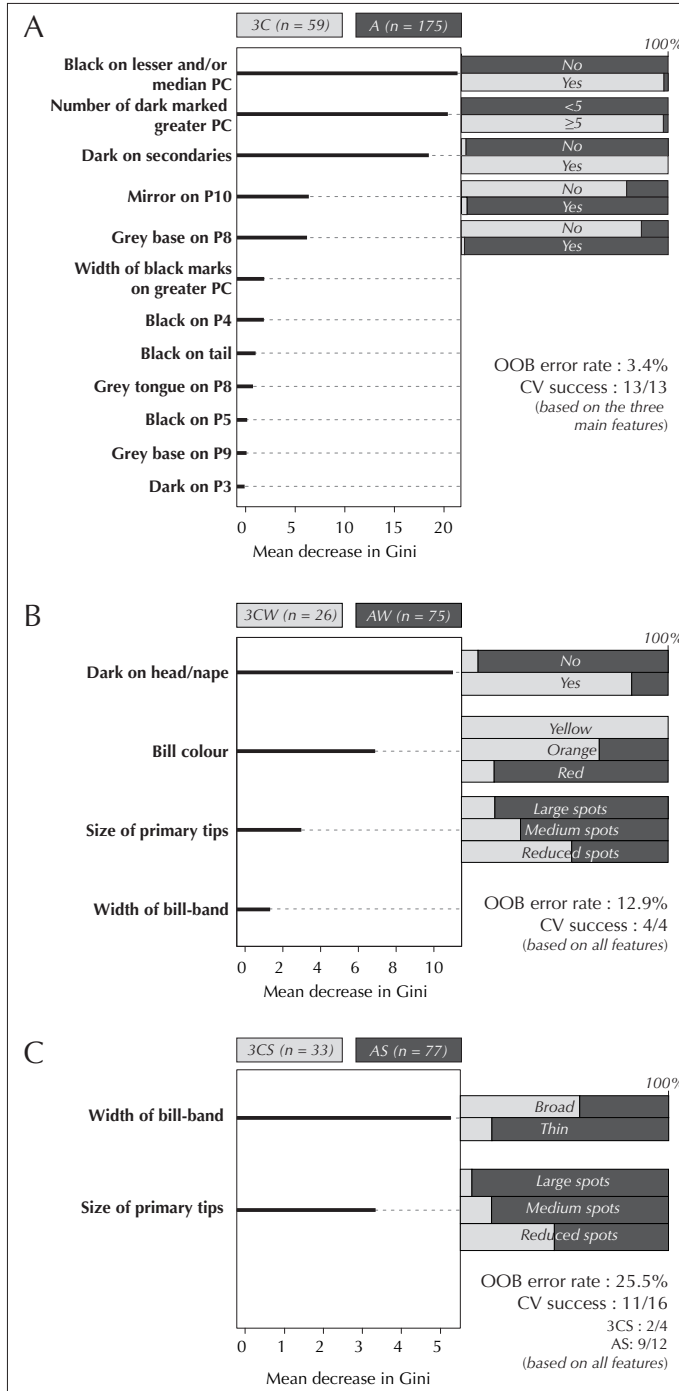 A
3C (n = 59) A (n = 175)
100%
Black on lesser and/or
median PC
No
Yes
Number of dark marked
greater PC
<5
≥5
Dark on secondaries
No
Yes
Mirror on P10
No
Yes
Grey base on P8
No
Yes
Width of black marks
on greater PC
Black on P4
Black on tail
Grey tongue on P8
Black on P5
Grey base on P9
Dark on P3
OOB error rate : 3.4%
CV success : 13/13
(based on the three
main features)
0 5 10 15 20
Mean decrease in Gini
B
3CW (n = 26) AW (n = 75)
100%
Dark on head/nape
No
Yes
Bill colour
Yellow
Orange
Red
Size of primary tips
Large spots
Medium spots
Reduced spots
Width of bill-band
OOB error rate : 12.9%
CV success : 4/4
(based on all features)
0 2 4 6 8 10
Mean decrease in Gini
C
3CS (n = 33) AS (n = 77)
100%
Width of bill-band
Broad
Thin
Size of primary tips
Large spots
Medium spots
Reduced spots
OOB error rate : 25.5%
CV success : 11/16
3CS : 2/4
AS: 9/12
(based on all features)
0 1 2 3 4 5
Mean decrease in Gini